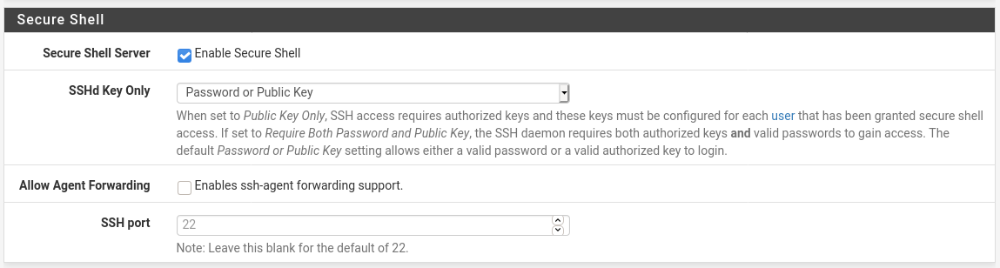 Secure Shell
Secure Shell Server Enable Secure Shell
SSHd Key Only Password or Public Key
When set to Public Key Only, SSH access requires authorized keys and these keys must be configured for each user that has been granted secure shell
access. If set to Require Both Password and Public Key, the SSH daemon requires both authorized keys and valid passwords to gain access. The
default Password or Public Key setting allows either a valid password or a valid authorized key to login.
Allow Agent Forwarding Enables ssh-agent forwarding support.
SSH port 22
Note: Leave this blank for the default of 22.